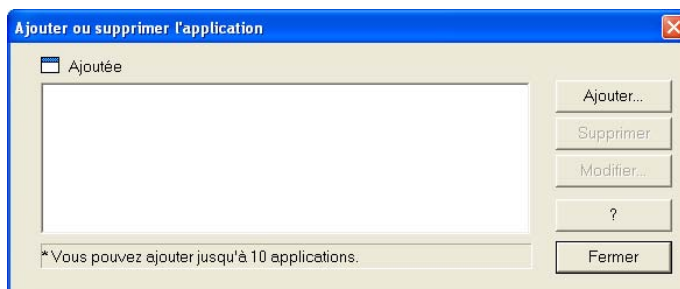 Ajouter ou supprimer l'application
Ajoutée
Ajouter...
Supprimer
Modifier...
?
* Vous pouvez ajouter jusqu'à 10 applications.
Fermer